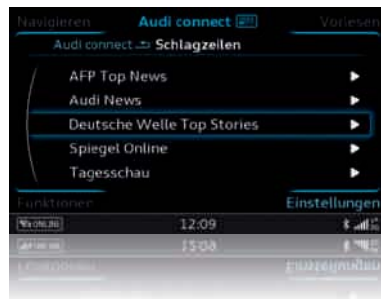 Navigieren Audi connect Vorlesen
Audi connect Schlagzeilen
AFP Top News
Audi News
Deutsche Welle Top Stories
Spiegel Online
Tagesschau
Funktionen Einstellungen
12:09